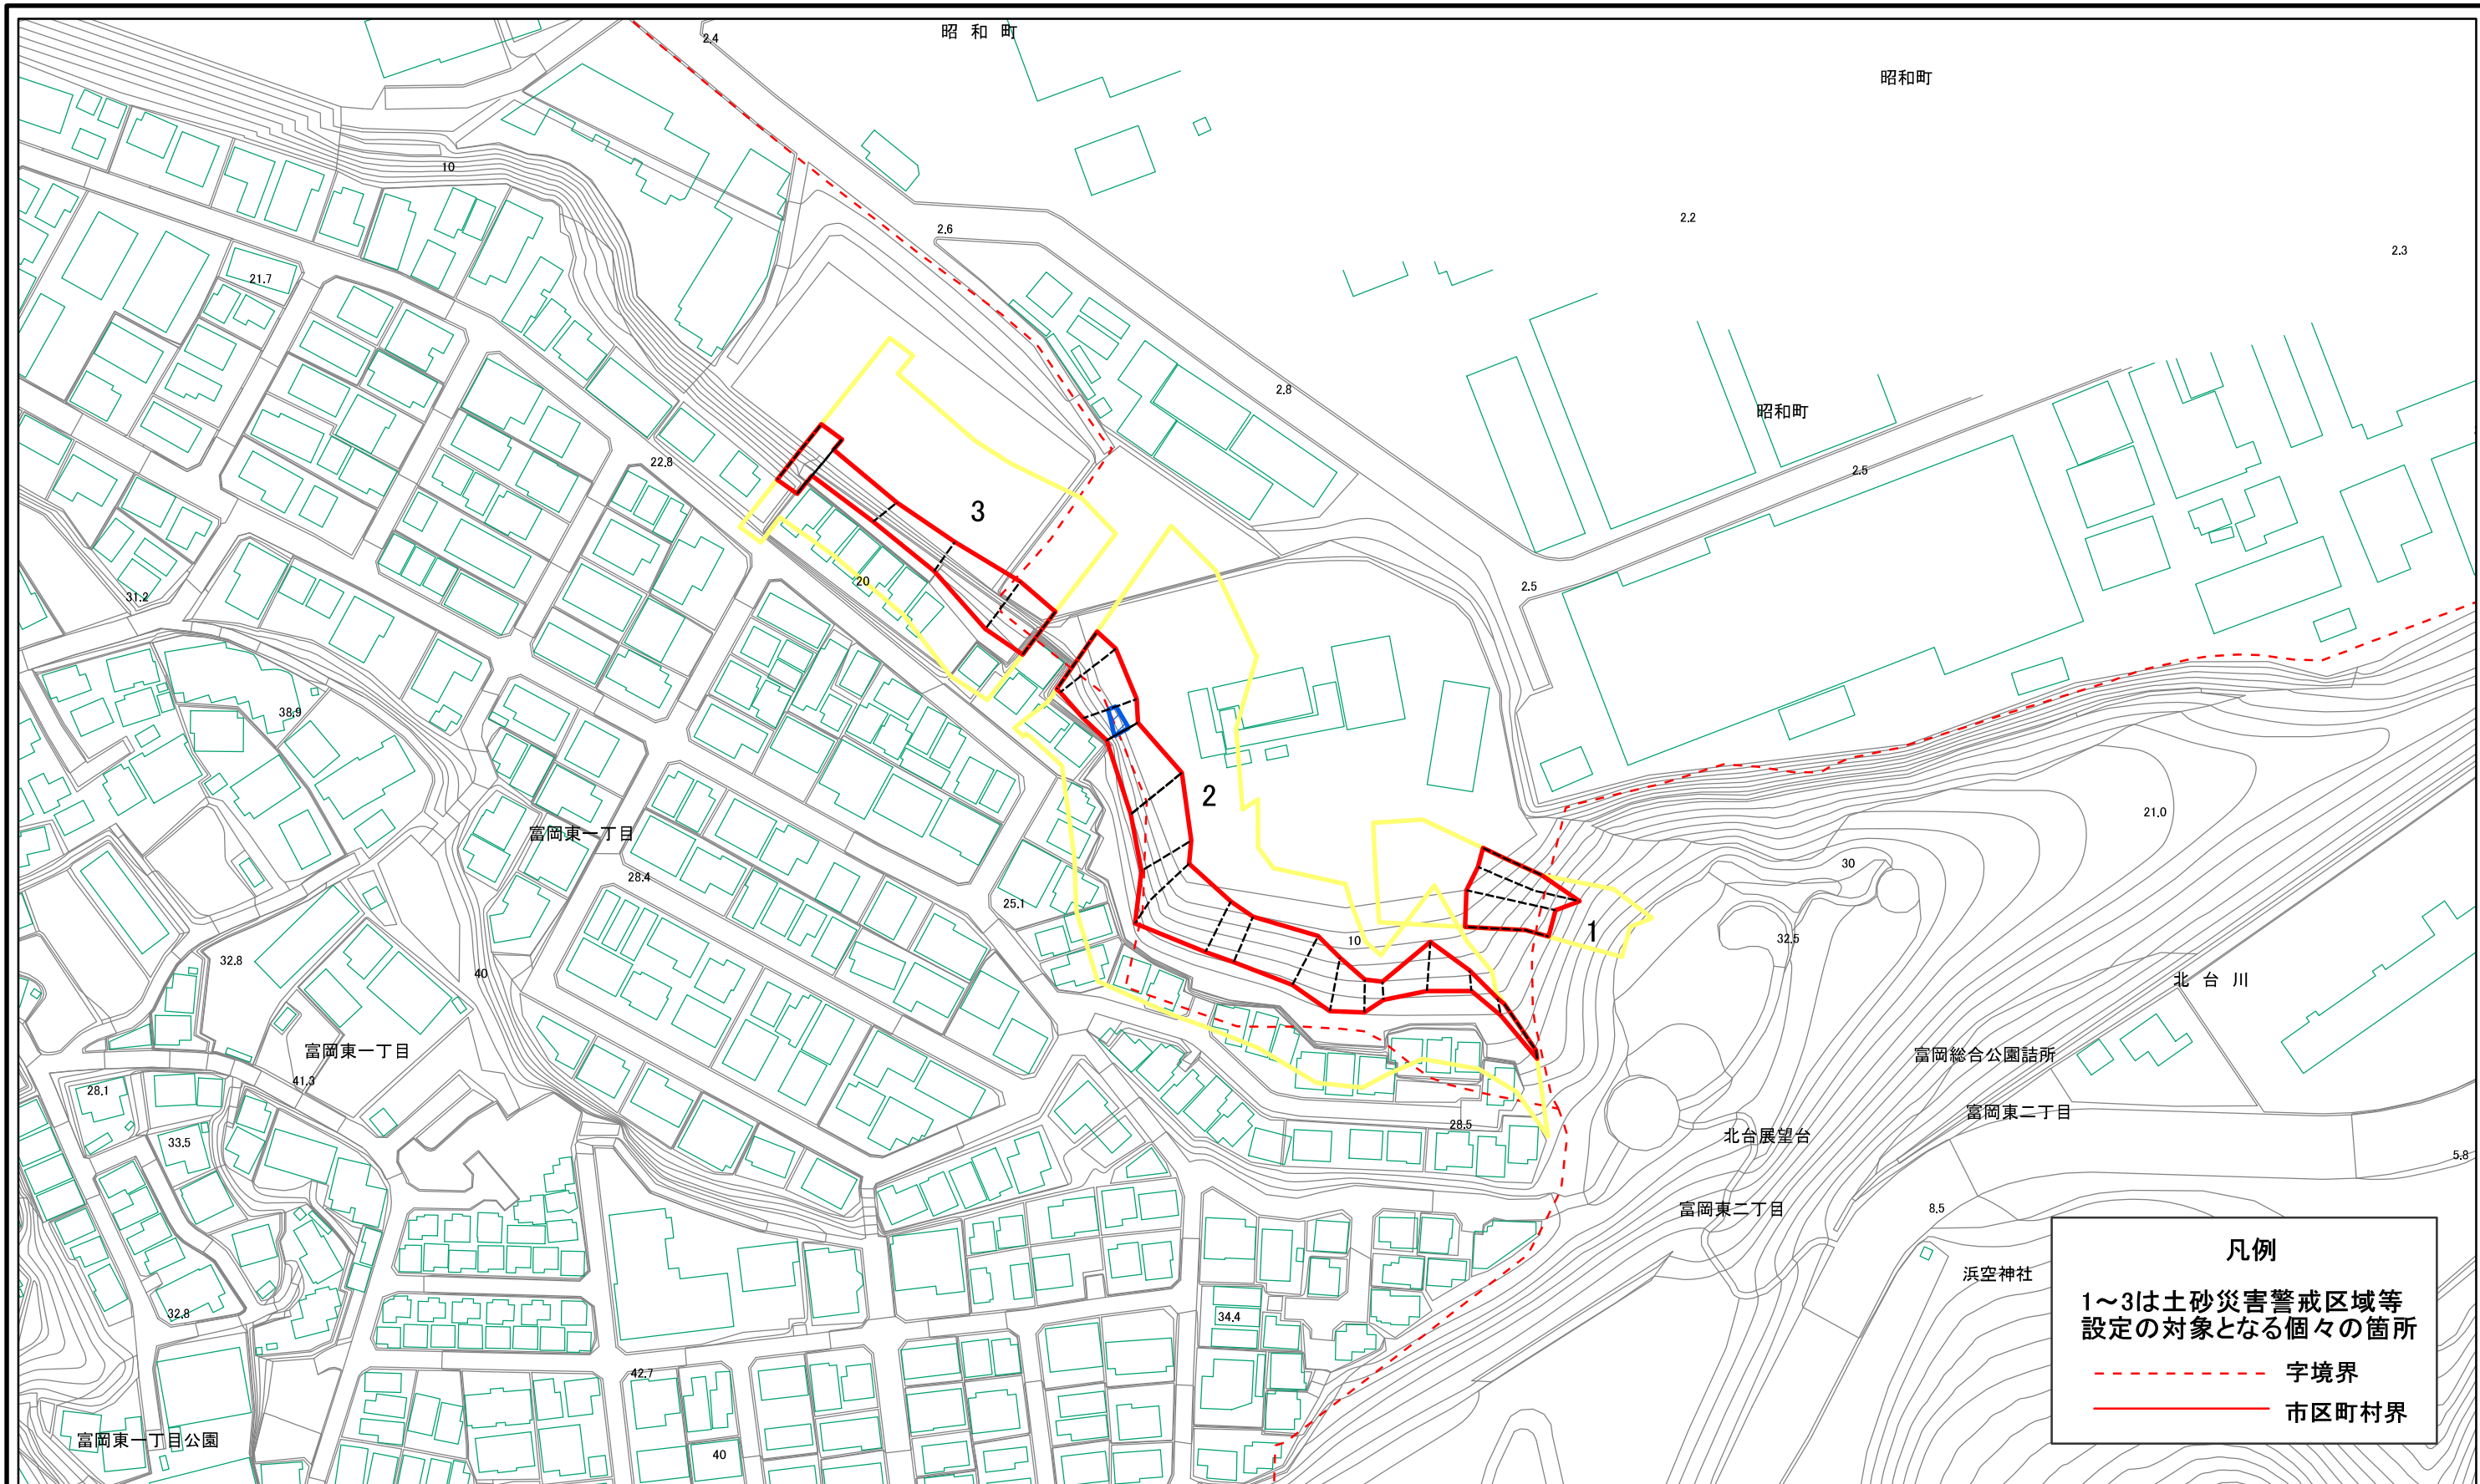 昭 和 町
2.4
昭和町
10
2.2
2.6
2.3
21.7
2.8
昭和町
22.8
2.5
3
20
2.5
31.2
38.9
2
21.0
富岡東一丁目
30
28.4
25.1
1
32.5
10
32.8
40
北 台 川
富岡東一丁目
富岡総合公園詰所
41.3
28.1
富岡東二丁目
28.5
北台展望台
33.5
5.8
富岡東二丁目
8.5
凡例
浜空神社
1～3は土砂災害警戒区域等
設定の対象となる個々の箇所
32.8
34.4
42.7
字境界
市区町村界
富岡東一丁目公園
40